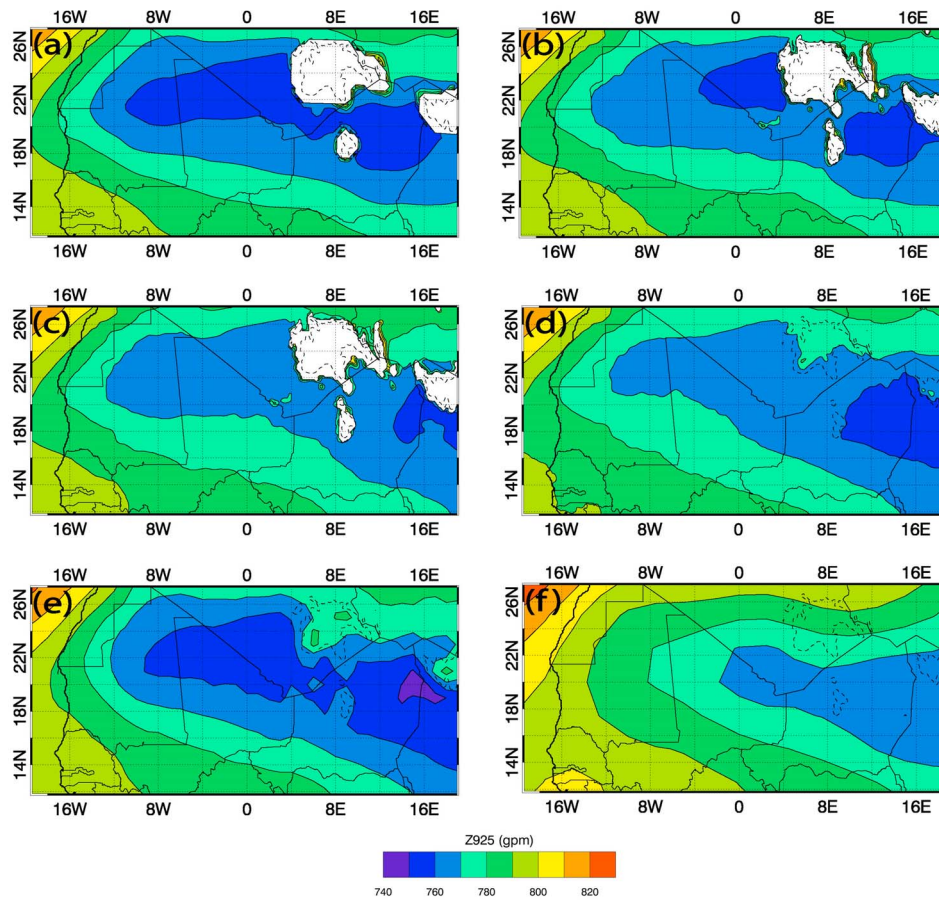 16W 8W 0 8E 16E
16W 8W 0 8E 16E
(a) 26N
22N
18N
14N
(b) 26N
22N
18N
14N
16W 8W 0 8E 16E
16W 8W 0 8E 16E
16W 8W 0 8E 16E
16W 8W 0 8E 16E
(c) 26N
22N
18N
14N
(d) 26N
22N
18N
14N
16W 8W 0 8E 16E
16W 8W 0 8E 16E
16W 8W 0 8E 16E
16W 8W 0 8E 16E
(e) 26N
22N
18N
14N
(f) 26N
22N
18N
14N
16W 8W 0 8E 16E
16W 8W 0 8E 16E
Z925 (gpm)
740 760 780 800 820